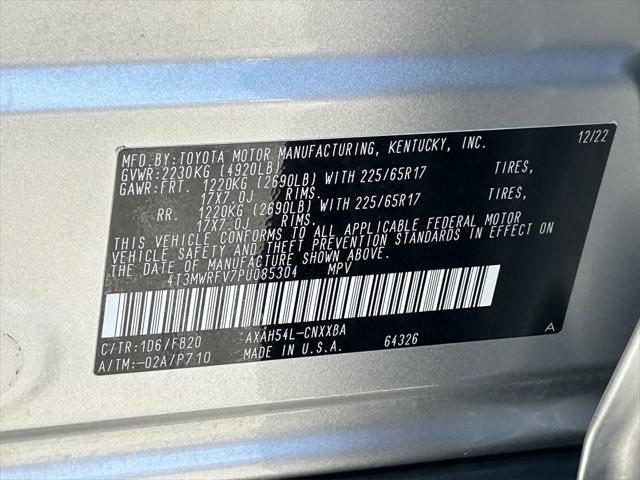 MFD.BY:TOYOTA MOTOR MANUFACTURING, KENTUCKY, INC. 12/22
GVWR:2230KG (4920LB)
GAWR:FRT. 1220KG (2690LB) WITH 225/65R17 TIRES,
17X7.0J RIMS.
RR. 1220KG (2690LB) WITH 225/65R17 TIRES,
17X7.0J RIMS.
THIS VEHICLE CONFORMS TO ALL APPLICABLE FEDERAL MOTOR
VEHICLE SAFETY AND THEFT PREVENTION STANDARDS IN EFFECT ON
THE DATE OF MANUFACTURE SHOWN ABOVE.
4T3MWRFV7PU085304 MPV
C/TR:1D6/FB20 AXAH54L-CNXXBA A
A/TM:-02A/P710 MADE IN U.S.A. 64326